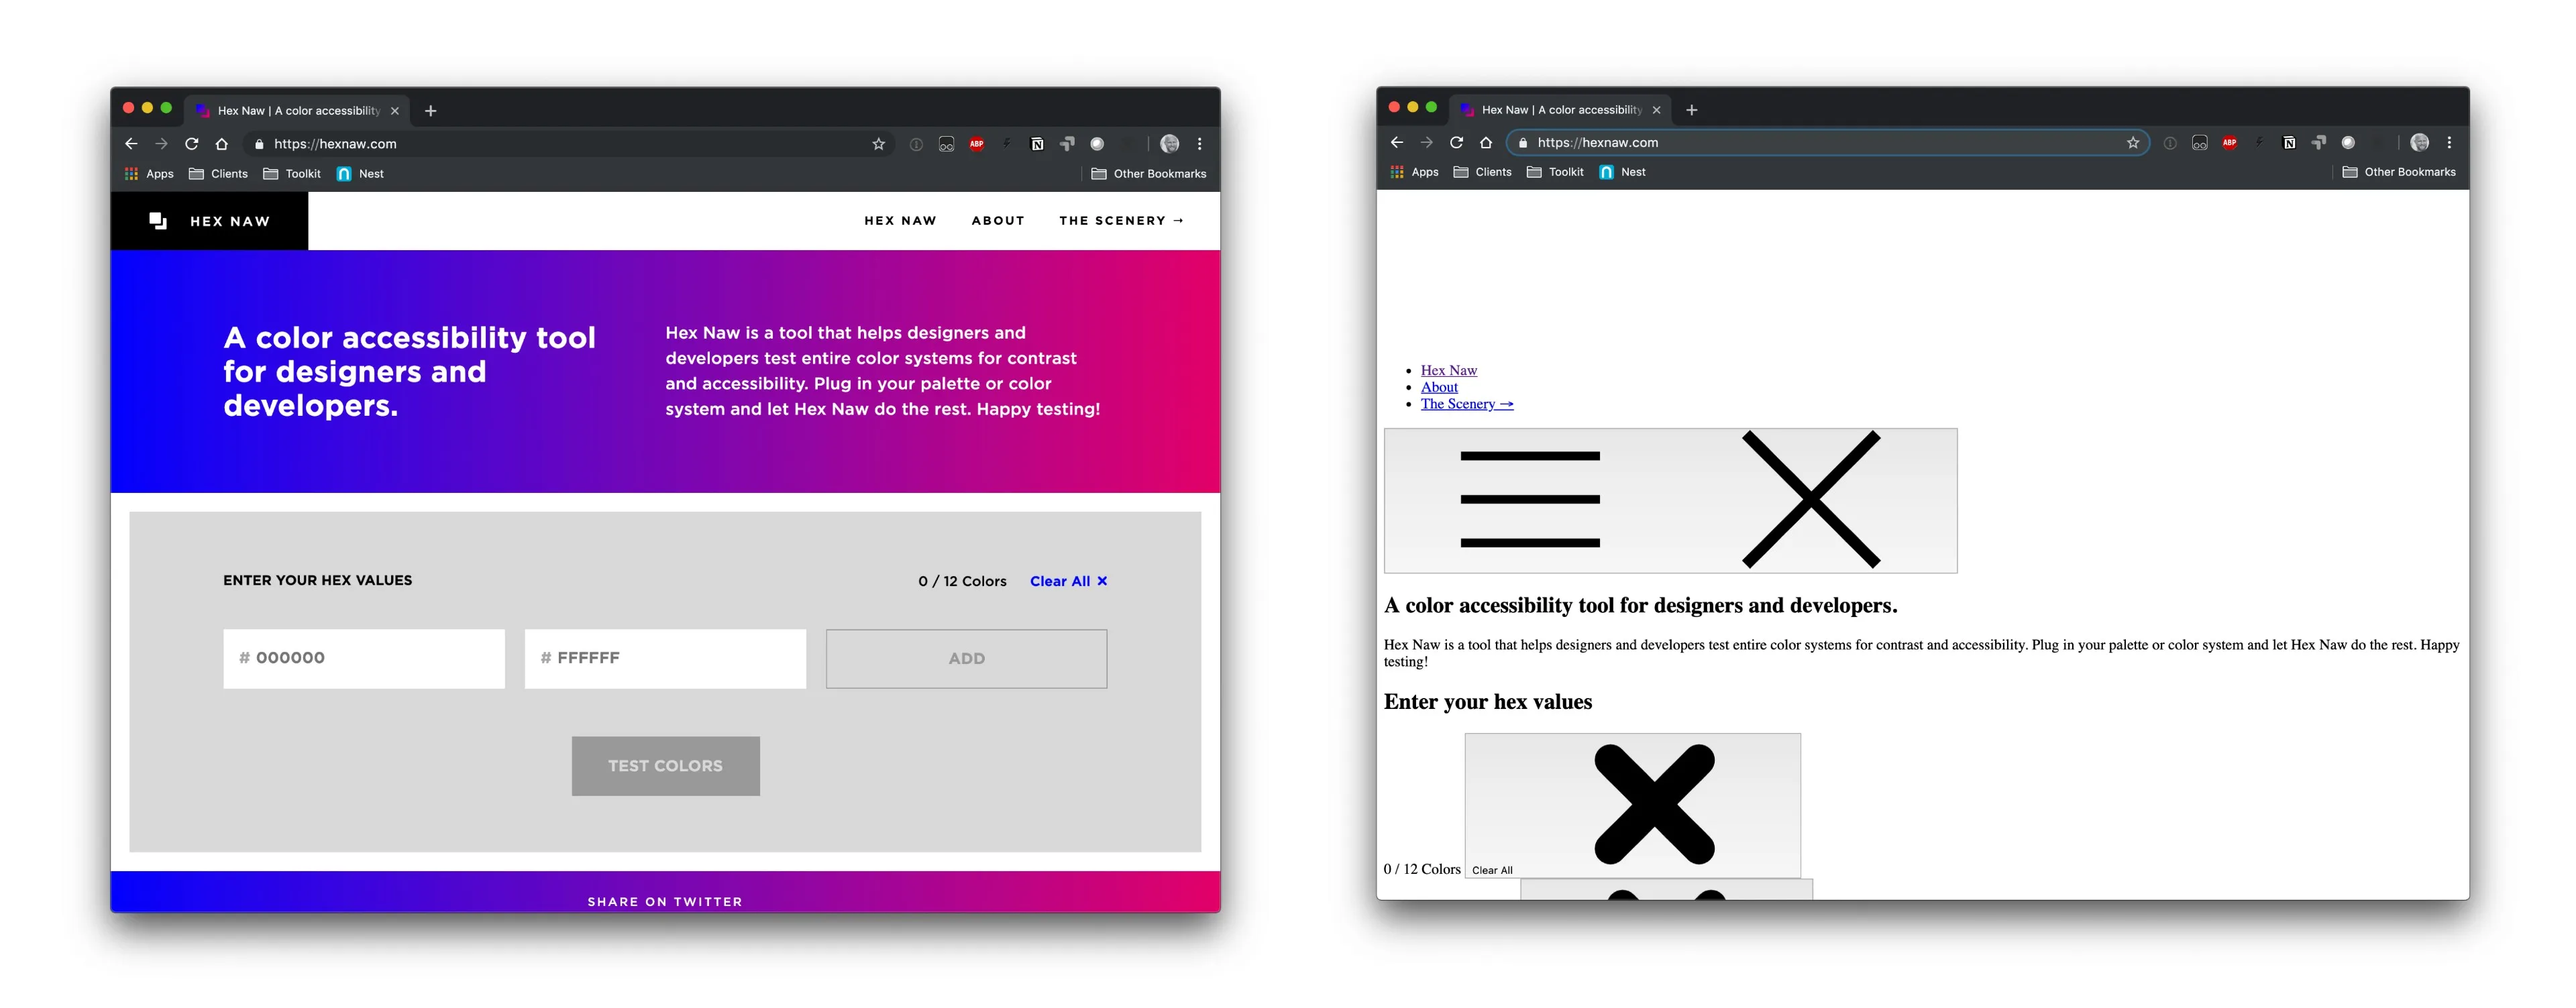 Hex Naw | A color accessibility
https://hexnaw.com
ABP
Apps Clients Toolkit Nest Other Bookmarks
HEX NAW
HEX NAW ABOUT THE SCENERY →
A color accessibility tool
for designers and
developers.
Hex Naw is a tool that helps designers and
developers test entire color systems for contrast
and accessibility. Plug in your palette or color
system and let Hex Naw do the rest. Happy testing!
ENTER YOUR HEX VALUES
0 / 12 Colors Clear All ×
# 000000 # FFFFFF ADD
TEST COLORS
SHARE ON TWITTER
Hex Naw | A color accessibility
https://hexnaw.com
ABP
Apps Clients Toolkit Nest Other Bookmarks
Hex Naw
About
The Scenery →
A color accessibility tool for designers and developers.
Hex Naw is a tool that helps designers and developers test entire color systems for contrast and accessibility. Plug in your palette or color system and let Hex Naw do the rest. Happy
testing!
Enter your hex values
0 / 12 Colors Clear All